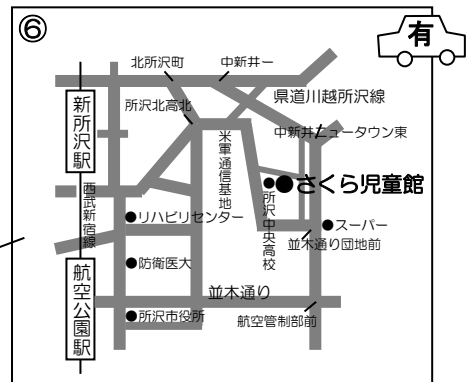 ⑥
有
北所沢町
中新井一
県道川越所沢線
新所沢駅
所沢北高北
中新井ニュータウン東
米軍通信基地
さくら児童館
西武新宿線
所沢中央高校
リハビリセンター
スーパー
並木通り団地前
防衛医大
航空公園駅
並木通り
所沢市役所
航空管制部前